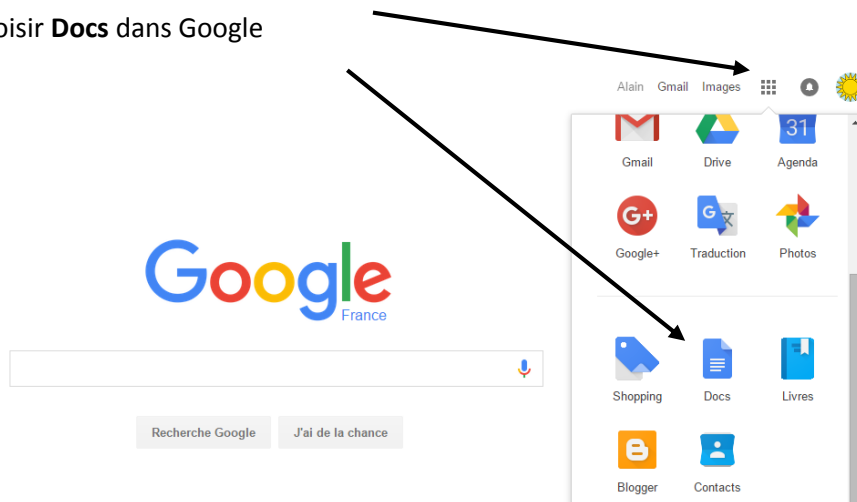 oisir Docs dans Google
Alain Gmail Images
31
Gmail Drive Agenda
G+ G
Google+ Traduction Photos
Google
France
Shopping Docs Livres
Recherche Google J'ai de la chance
Blogger Contacts